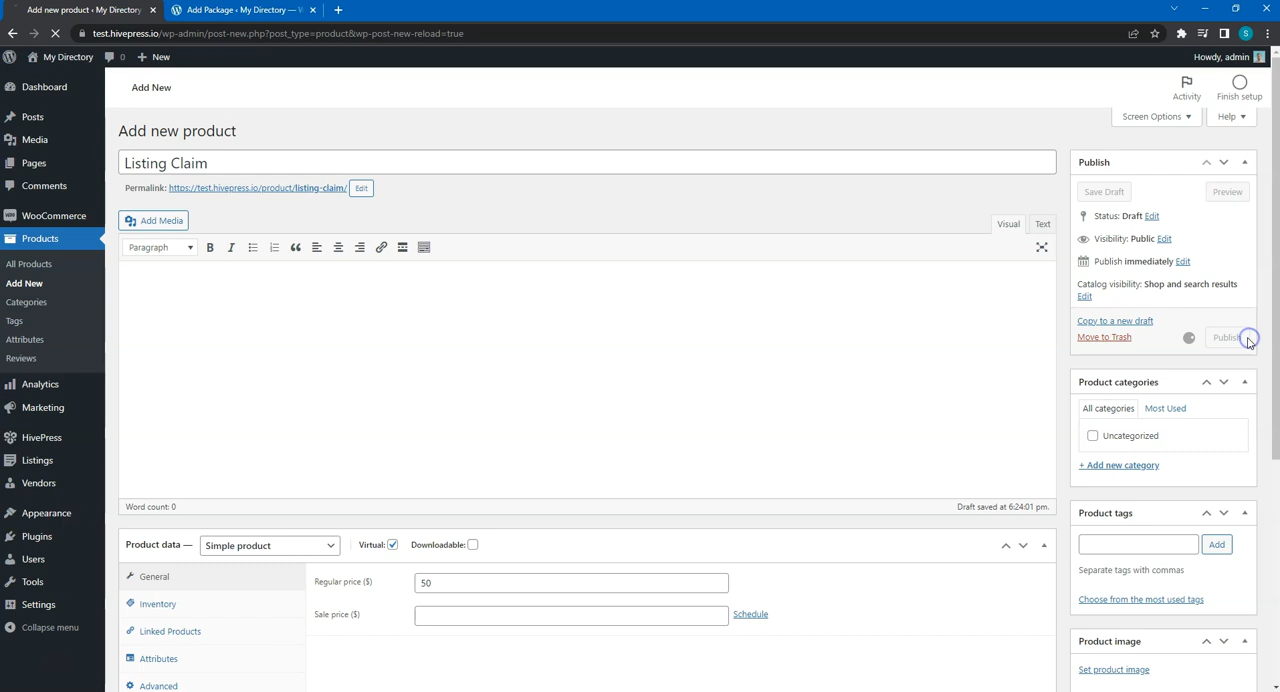 Add new product ‹ My Directory
Add Package ‹ My Directory — W
test.hivepress.io/wp-admin/post-new.php?post_type=product&wp-post-new-reload=true
S
My Directory
0
New
Howdy, admin
Dashboard
Posts
Media
Pages
Comments
WooCommerce
Products
All Products
Add New
Categories
Tags
Attributes
Reviews
Analytics
Marketing
HivePress
Listings
Vendors
Appearance
Plugins
Users
Tools
Settings
Collapse menu
Add New
Activity
Finish setup
Screen Options
Help
Add new product
Listing Claim
Permalink: https://test.hivepress.io/product/listing-claim/ Edit
Add Media
Visual
Text
Paragraph
B I
Word count: 0
Draft saved at 6:24:01 pm.
Product data — Simple product
Virtual:
Downloadable:
General
Inventory
Linked Products
Attributes
Advanced
Regular price ($) 50
Sale price ($) Schedule
Publish
Save Draft
Preview
Status: Draft Edit
Visibility: Public Edit
Publish immediately Edit
Catalog visibility: Shop and search results
Edit
Copy to a new draft
Move to Trash
Publish
Product categories
All categories
Most Used
Uncategorized
+ Add new category
Product tags
Add
Separate tags with commas
Choose from the most used tags
Product image
Set product image